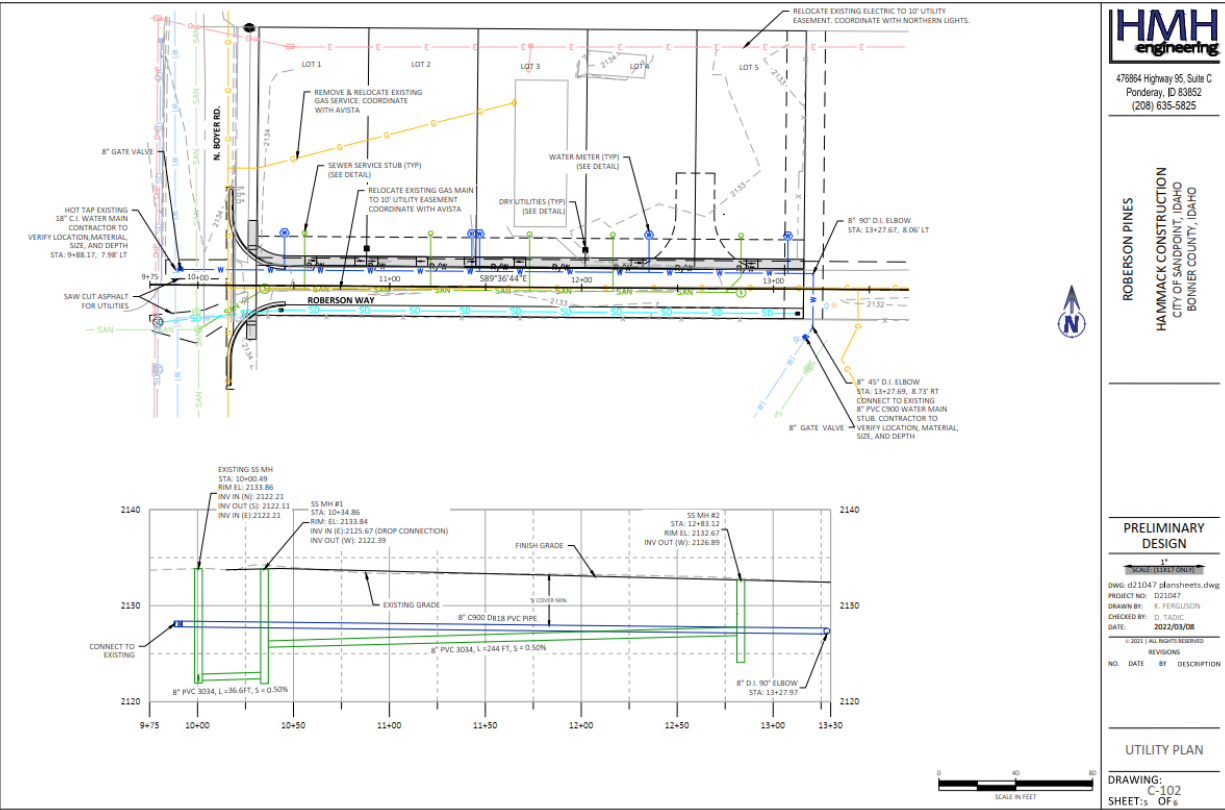 RELOCATE EXISTING ELECTRIC TO 10' UTILITY
EASEMENT. COORDINATE WITH NORTHERN LIGHTS.
LOT 1
LOT 2
LOT 3
LOT 4
LOT 5
2134
2133
REMOVE & RELOCATE EXISTING
GAS SERVICE. COORDINATE
WITH AVISTA
N. BOYER RD.
8" GATE VALVE
SEWER SERVICE STUB (TYP)
(SEE DETAIL)
WATER METER (TYP)
(SEE DETAIL)
RELOCATE EXISTING GAS MAIN
TO 10' UTILITY EASEMENT
COORDINATE WITH AVISTA
DRY UTILITIES (TYP)
(SEE DETAIL)
HOT TAP EXISTING
18" C.I. WATER MAIN
CONTRACTOR TO
VERIFY LOCATION,MATERIAL,
SIZE, AND DEPTH
STA: 9+88.17, 7.98' LT
8" 90° D.I. ELBOW
STA: 13+27.67, 8.06' LT
9+75
10+00
11+00
S89°36'44"E
12+00
13+00
SAW CUT ASPHALT
FOR UTILITIES
ROBERSON WAY
2133
2132
8" 45° D.I. ELBOW
STA: 13+27.69, 8.73' RT
CONNECT TO EXISTING
8" PVC C900 WATER MAIN
STUB. CONTRACTOR TO
VERIFY LOCATION, MATERIAL,
SIZE, AND DEPTH
8" GATE VALVE
N
EXISTING SS MH
STA: 10+00.49
RIM EL: 2133.86
INV IN (N): 2122.21
INV OUT (S): 2122.11
INV IN (E):2122.21
SS MH #1
STA: 10+34.86
RIM: EL: 2133.84
INV IN (E):2125.67 (DROP CONNECTION)
INV OUT (W): 2122.39
SS MH #2
STA: 12+83.12
RIM EL: 2132.67
INV OUT (W): 2126.89
2140
2140
FINISH GRADE
5' COVER MIN.
2130
EXISTING GRADE
2130
8" C900 DR18 PVC PIPE
CONNECT TO
EXISTING
8" PVC 3034, L =244 FT, S = 0.50%
8" PVC 3034, L =36.6FT, S = 0.50%
8" D.I. 90° ELBOW
STA: 13+27.97
2120
2120
9+75
10+00
10+50
11+00
11+50
12+00
12+50
13+00
13+30
0
40
80
SCALE IN FEET
HMH
engineering
476864 Highway 95, Suite C
Ponderay, ID 83852
(208) 635-5825
ROBERSON PINES
HAMMACK CONSTRUCTION
CITY OF SANDPOINT, IDAHO
BONNER COUNTY, IDAHO
PRELIMINARY
DESIGN
1"
SCALE: (11X17 ONLY)
DWG: d21047 plansheets.dwg
PROJECT NO: D21047
DRAWN BY: K. FERGUSON
CHECKED BY: D. TADIC
DATE: 2022/03/08
© 2021 | ALL RIGHTS RESERVED
REVISIONS
NO. DATE BY DESCRIPTION
UTILITY PLAN
DRAWING:
C-102
SHEET: 5 OF 6